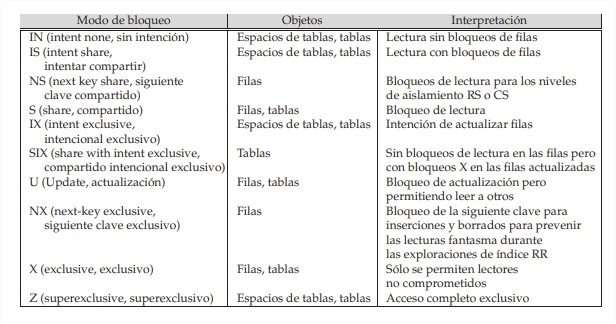 Modo de bloqueo Objetos Interpretación
IN (intent none, sin intención) Espacios de tablas, tablas Lectura sin bloqueos de filas
IS (intent share, Espacios de tablas, tablas Lectura con bloqueos de filas
intentar compartir)
NS (next key share, siguiente Filas Bloqueos de lectura para los niveles
clave compartido) de aislamiento RS o CS
S (share, compartido) Filas, tablas Bloqueo de lectura
IX (intent exclusive, Espacios de tablas, tablas Intención de actualizar filas
intencional exclusivo)
SIX (share with intent exclusive, Tablas Sin bloqueos de lectura en las filas pero
compartido intencional exclusivo) con bloqueos X en las filas actualizadas
U (Update, actualización) Filas, tablas Bloqueo de actualización pero
permitiendo leer a otros
NX (next-key exclusive, Filas Bloqueo de la siguiente clave para
siguiente clave exclusivo) inserciones y borrados para prevenir
las lecturas fantasma durante
las exploraciones de índice RR
X (exclusive, exclusivo) Filas, tablas Sólo se permiten lectores
no comprometidos
Z (superexclusive, superexclusivo) Espacios de tablas, tablas Acceso completo exclusivo